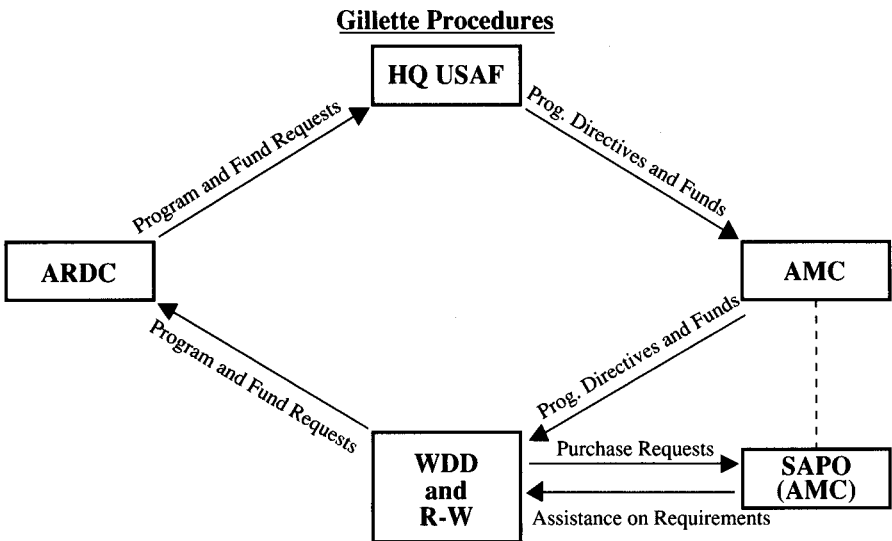 Gillette Procedures
HQ USAF
Program and Fund Requests
Prog. Directives and Funds
ARDC
AMC
Program and Fund Requests
Prog. Directives and Funds
WDD
and
R-W
Purchase Requests
SAPO
(AMC)
Assistance on Requirements